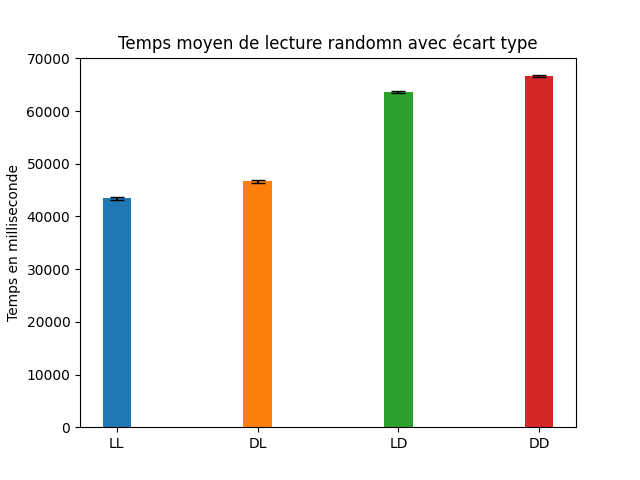 Temps moyen de lecture randomn avec écart type
Temps en milliseconde
70000
60000
50000
40000
30000
20000
10000
0
LL DL LD DD